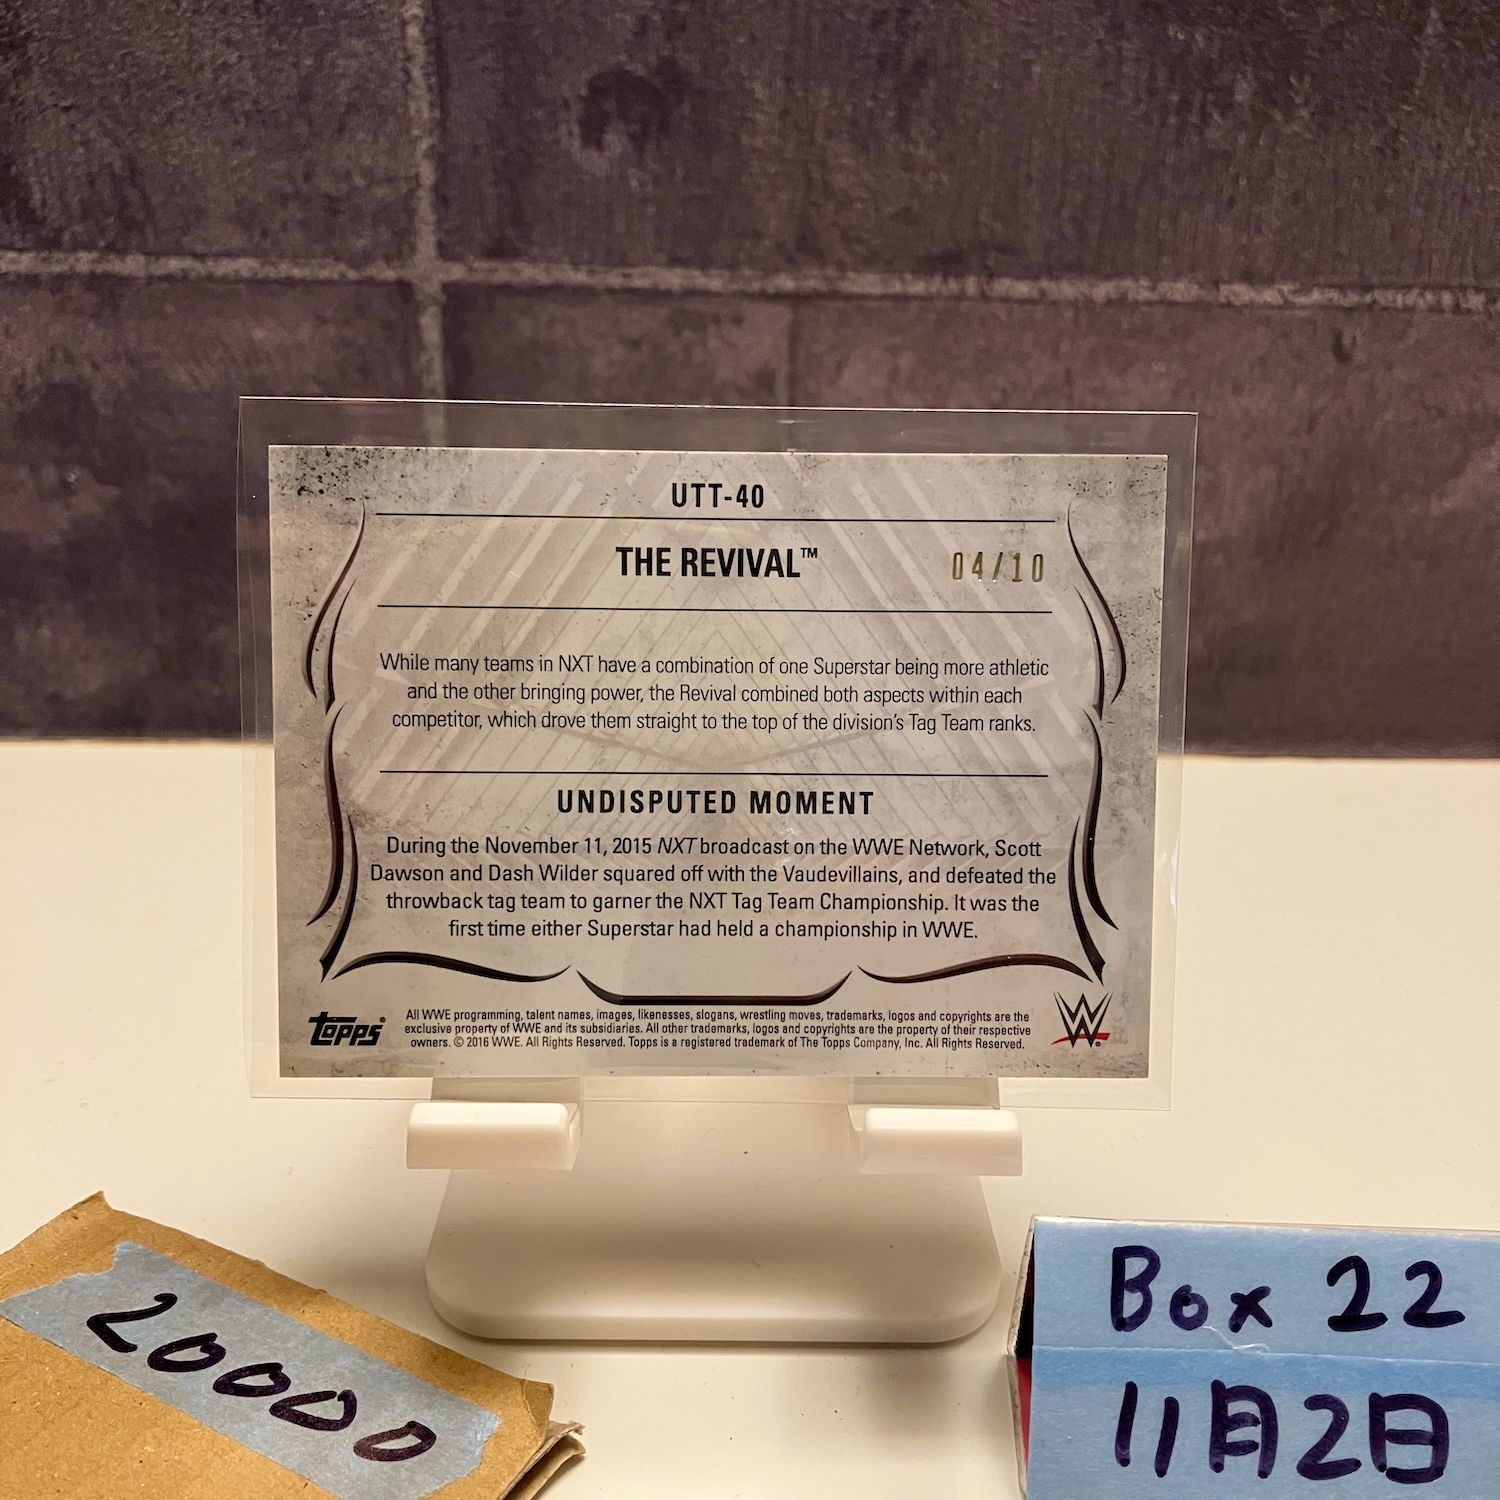 UTT-40
THE REVIVAL™
04/10
While many teams in NXT have a combination of one Superstar being more athletic
and the other bringing power, the Revival combined both aspects within each
competitor, which drove them straight to the top of the division's Tag Team ranks.
UNDISPUTED MOMENT
During the November 11, 2015 NXT broadcast on the WWE Network, Scott
Dawson and Dash Wilder squared off with the Vaudevillains, and defeated the
throwback tag team to garner the NXT Tag Team Championship. It was the
first time either Superstar had held a championship in WWE.
topps®
All WWE programming, talent names, images, likenesses, slogans, wrestling moves, trademarks, logos and copyrights are the
exclusive property of WWE and its subsidiaries. All other trademarks, logos and copyrights are the property of their respective
owners. © 2016 WWE. All Rights Reserved. Topps is a registered trademark of The Topps Company, Inc. All Rights Reserved.
W
20000
Box 22
11月2日